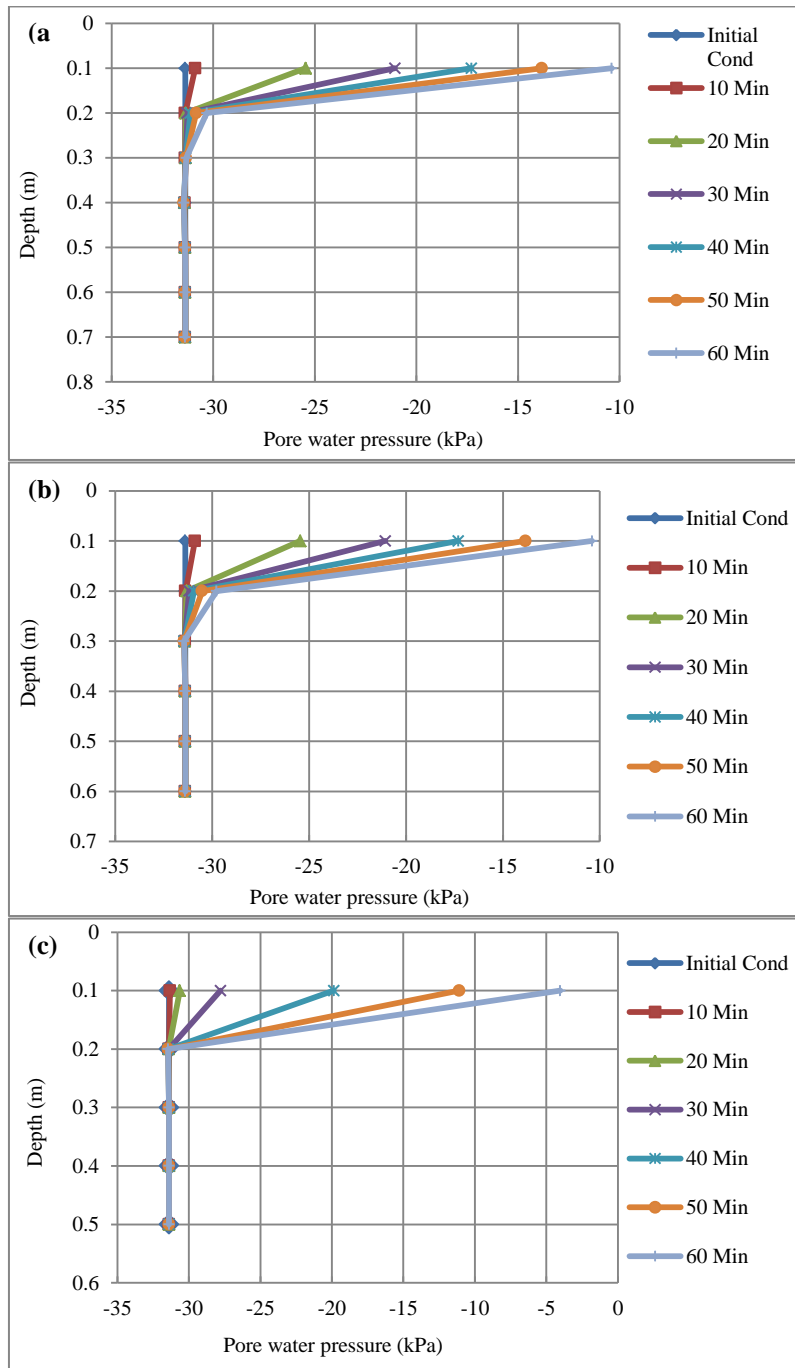 (a
0
0.1
0.2
0.3
0.4
0.5
0.6
0.7
0.8
Depth (m)
-35 -30 -25 -20 -15 -10
Pore water pressure (kPa)
Initial
Cond
10 Min
20 Min
30 Min
40 Min
50 Min
60 Min
(b)
0
0.1
0.2
0.3
0.4
0.5
0.6
0.7
Depth (m)
-35 -30 -25 -20 -15 -10
Pore water pressure (kPa)
Initial Cond
10 Min
20 Min
30 Min
40 Min
50 Min
60 Min
(c)
0
0.1
0.2
0.3
0.4
0.5
0.6
Depth (m)
-35 -30 -25 -20 -15 -10 -5 0
Pore water pressure (kPa)
Initial Cond
10 Min
20 Min
30 Min
40 Min
50 Min
60 Min